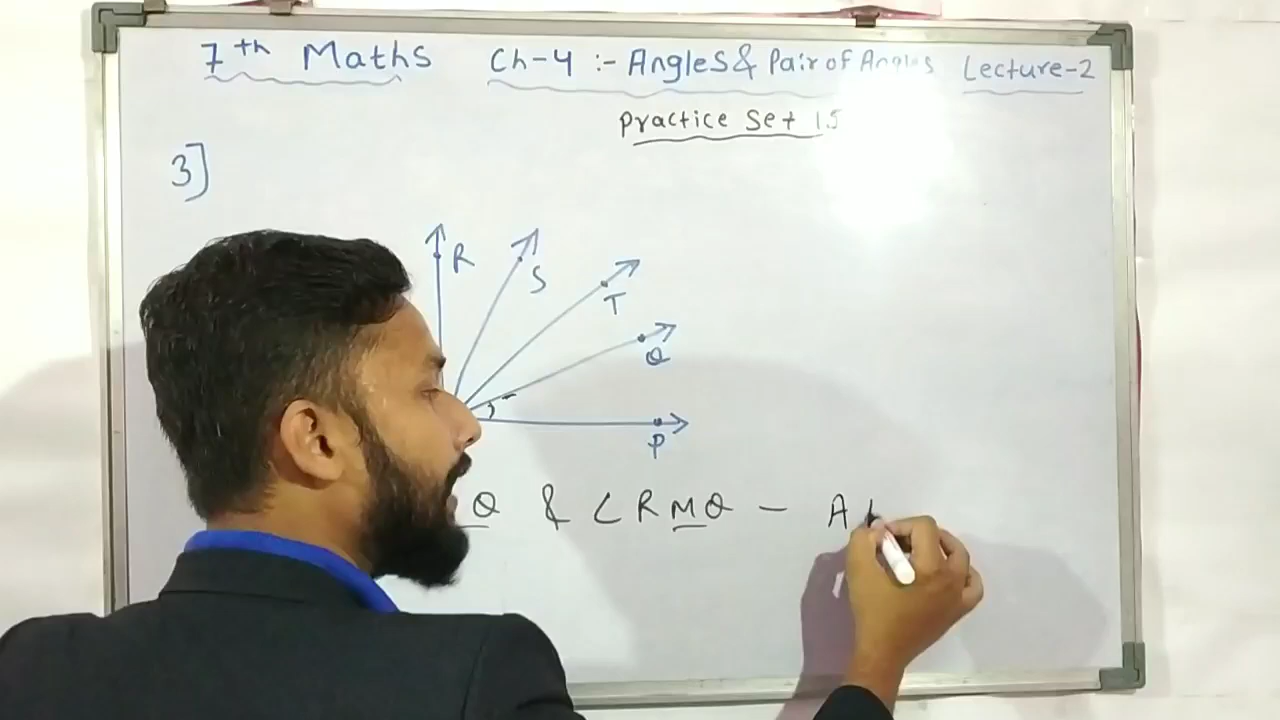 7th Maths Ch-4 :- Angles & Pair of Angles Lecture-2
Practice Set 15
3]
R
S
T
Q
P
Q & ∠RMQ - A